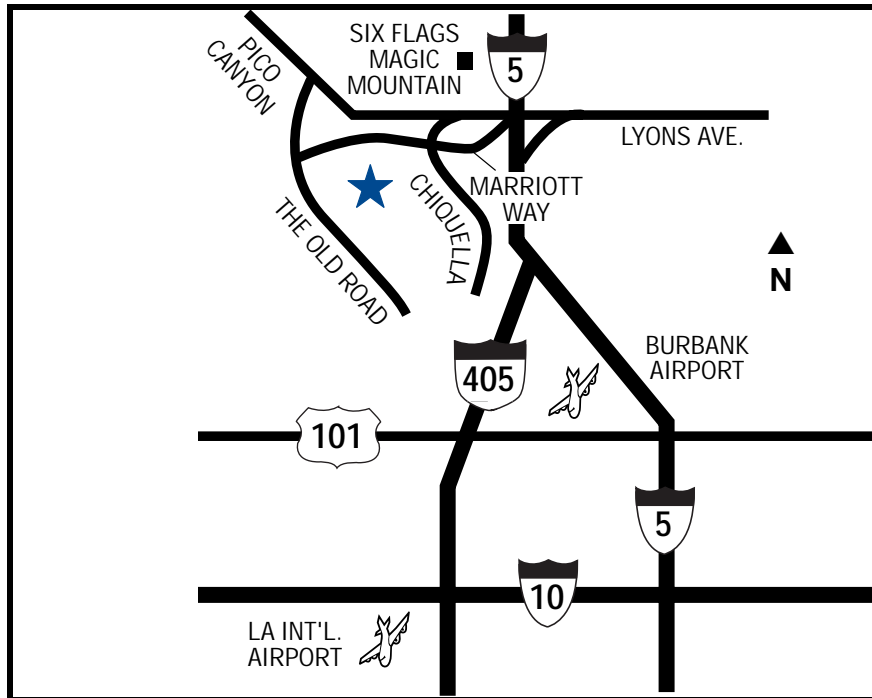 SIX FLAGS
MAGIC
MOUNTAIN
5
PICO
CANYON
LYONS AVE.
MARRIOTT
WAY
CHIQUELLA
THE OLD ROAD
N
BURBANK
AIRPORT
405
101
5
10
LA INT'L.
AIRPORT